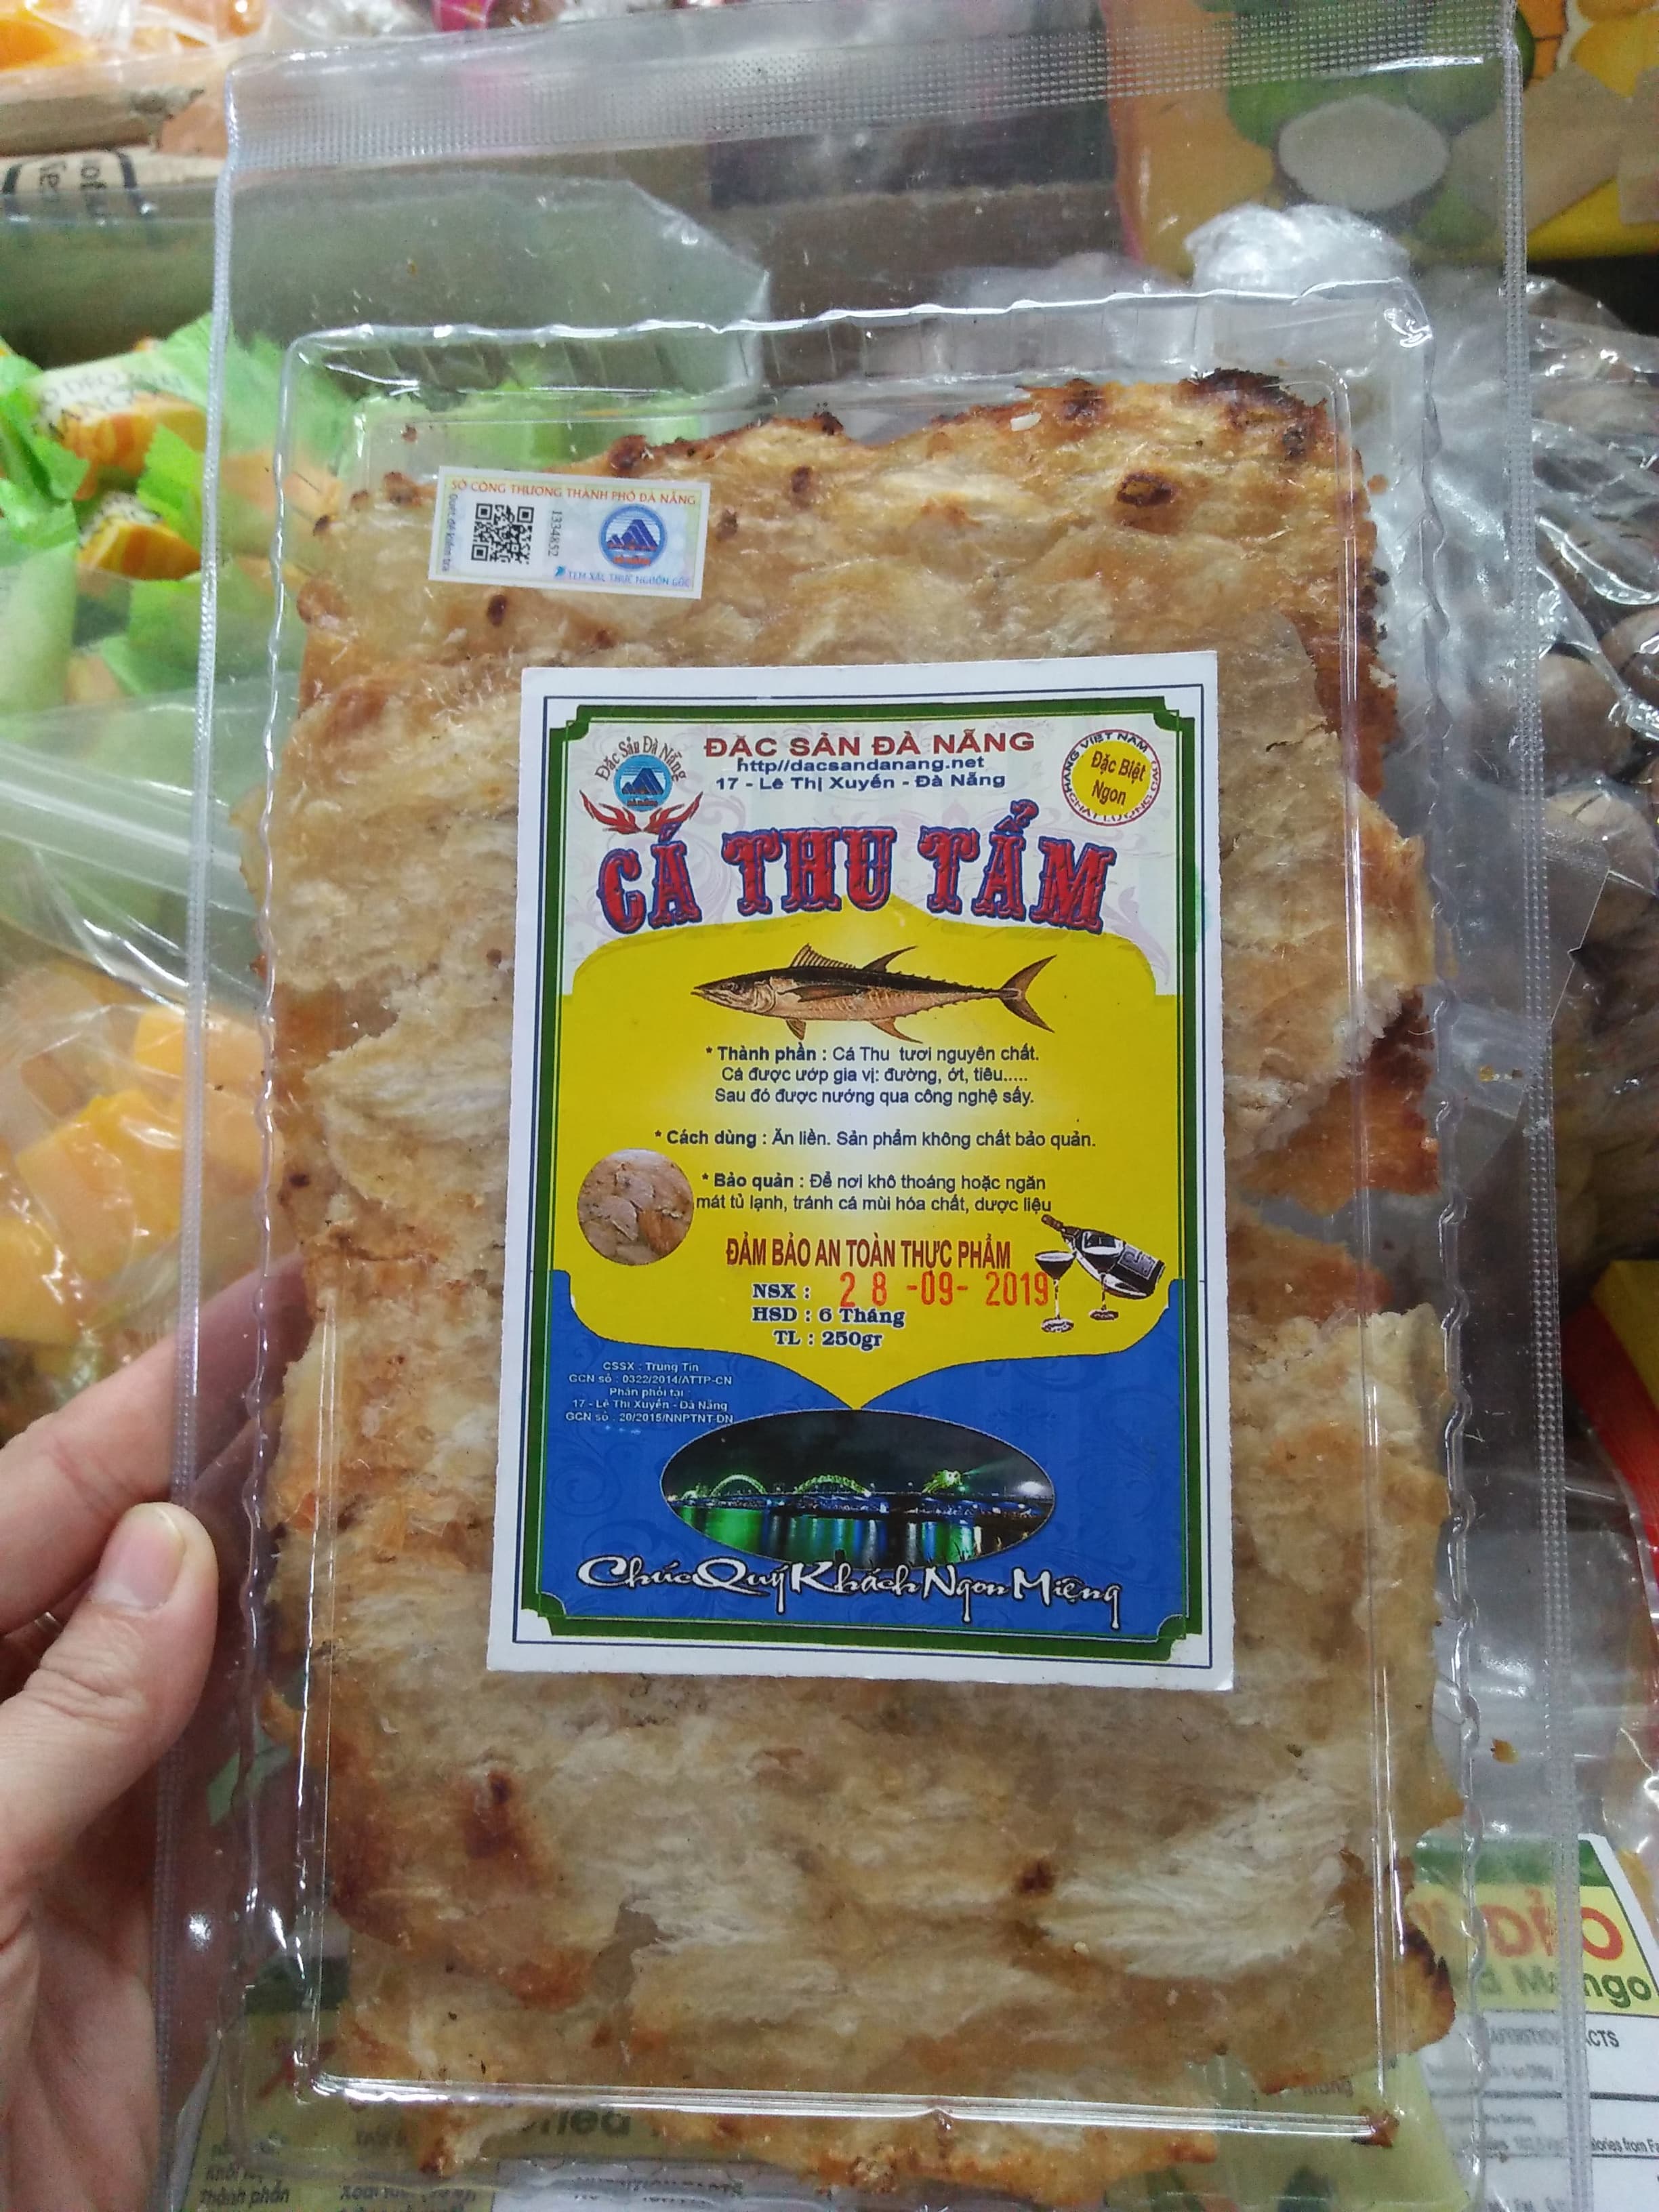 SỞ CÔNG THƯƠNG THÀNH PHỐ ĐÀ NẴNG
1334852
TEM XÁC THỰC NGUỒN GỐC
Đặc Sản Đà Nẵng
ĐẶC SẢN ĐÀ NẴNG
http//dacsandanang.net
17 - Lê Thị Xuyến - Đà Nẵng
HÀNG VIỆT NAM
CHẤT LƯỢNG CAO
Đặc Biệt
Ngon
CÁ THU TẨM
* Thành phần : Cá Thu tươi nguyên chất.
Cá được ướp gia vị: đường, ớt, tiêu.....
Sau đó được nướng qua công nghệ sấy.
* Cách dùng : Ăn liền. Sản phẩm không chất bảo quản.
* Bảo quản : Để nơi khô thoáng hoặc ngăn
mát tủ lạnh, tránh cá mùi hóa chất, dược liệu
ĐẢM BẢO AN TOÀN THỰC PHẨM
NSX : 28 -09- 2019
HSD : 6 Tháng
TL : 250gr
CSSX : Trung Tín
GCN số : 0322/2014/ATTP-CN
Phân phối tại :
17 - Lê Thị Xuyến - Đà Nẵng
GCN số : 20/2015/NNPTNT-ĐN
Chúc Quý Khách Ngon Miệng